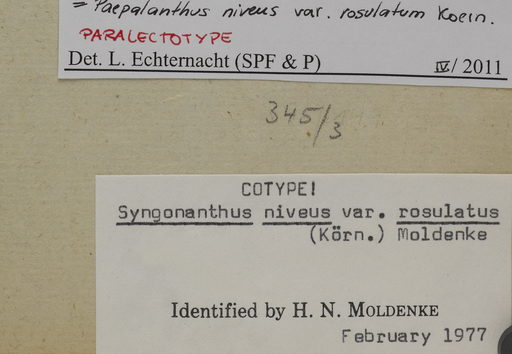 = Paepalanthus niveus var. rosulatum Koern.
PARALECTOTYPE
Det. L. Echternacht (SPF & P) IV/ 2011
345/3
COTYPE!
Syngonanthus niveus var. rosulatus
(Körn.) Moldenke
Identified by H. N. MOLDENKE
February 1977